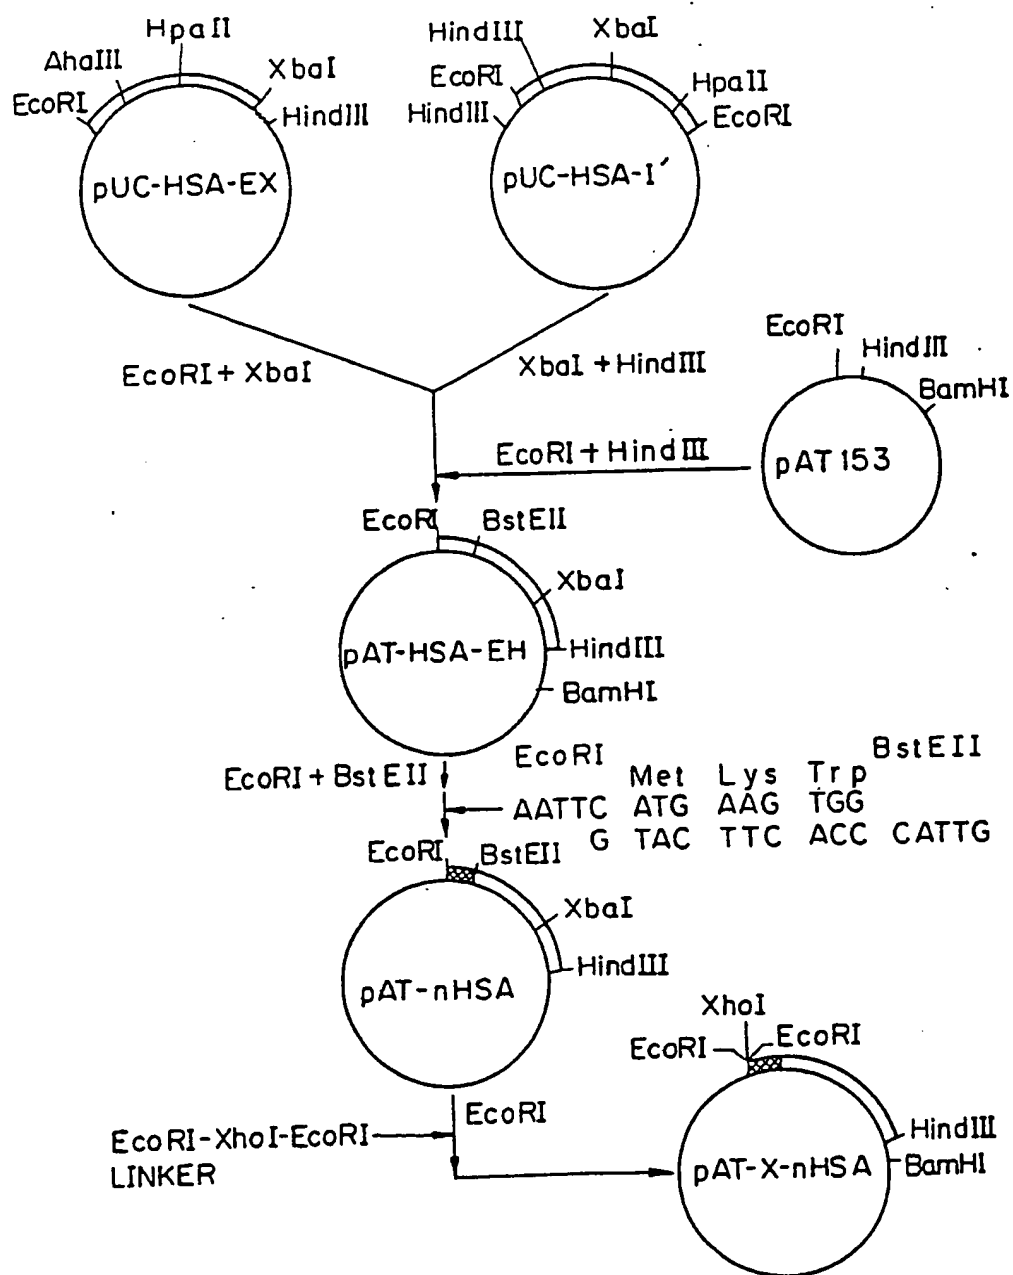 HpaII
AhaIII
XbaI
EcoRI
HindIII
pUC-HSA-EX
HindIII
XbaI
EcoRI
HpaII
HindIII
EcoRI
pUC-HSA-I′
EcoRI + XbaI
XbaI + HindIII
EcoRI
HindIII
BamHI
pAT 153
EcoRI + HindIII
EcoRI
BstEII
XbaI
HindIII
BamHI
pAT-HSA-EH
EcoRI + BstEII
EcoRI
BstEII
Met Lys Trp
AATTC ATG AAG TGG
G TAC TTC ACC CATTG
EcoRI
BstEII
XbaI
HindIII
pAT-nHSA
EcoRI
EcoRI-XhoI-EcoRI
LINKER
XhoI
EcoRI
EcoRI
HindIII
BamHI
pAT-X-nHSA